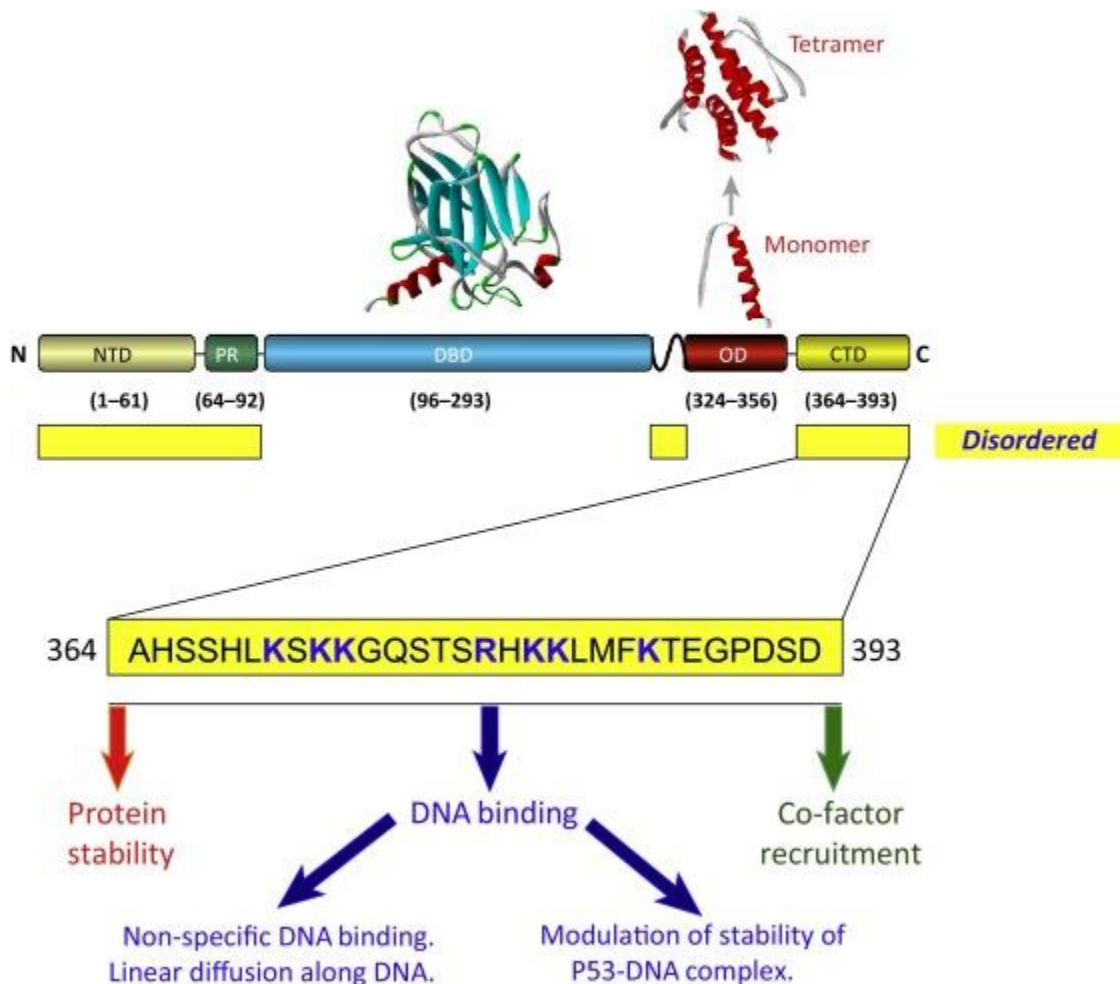 Tetramer
Monomer
N NTD PR DBD OD CTD C
(1–61) (64–92) (96–293) (324–356) (364–393)
Disordered
364 AHSSHLKSKKGQSTSRHKKLMFKTEGPDSD 393
Protein
stability
DNA binding
Co-factor
recruitment
Non-specific DNA binding.
Linear diffusion along DNA.
Modulation of stability of
P53-DNA complex.